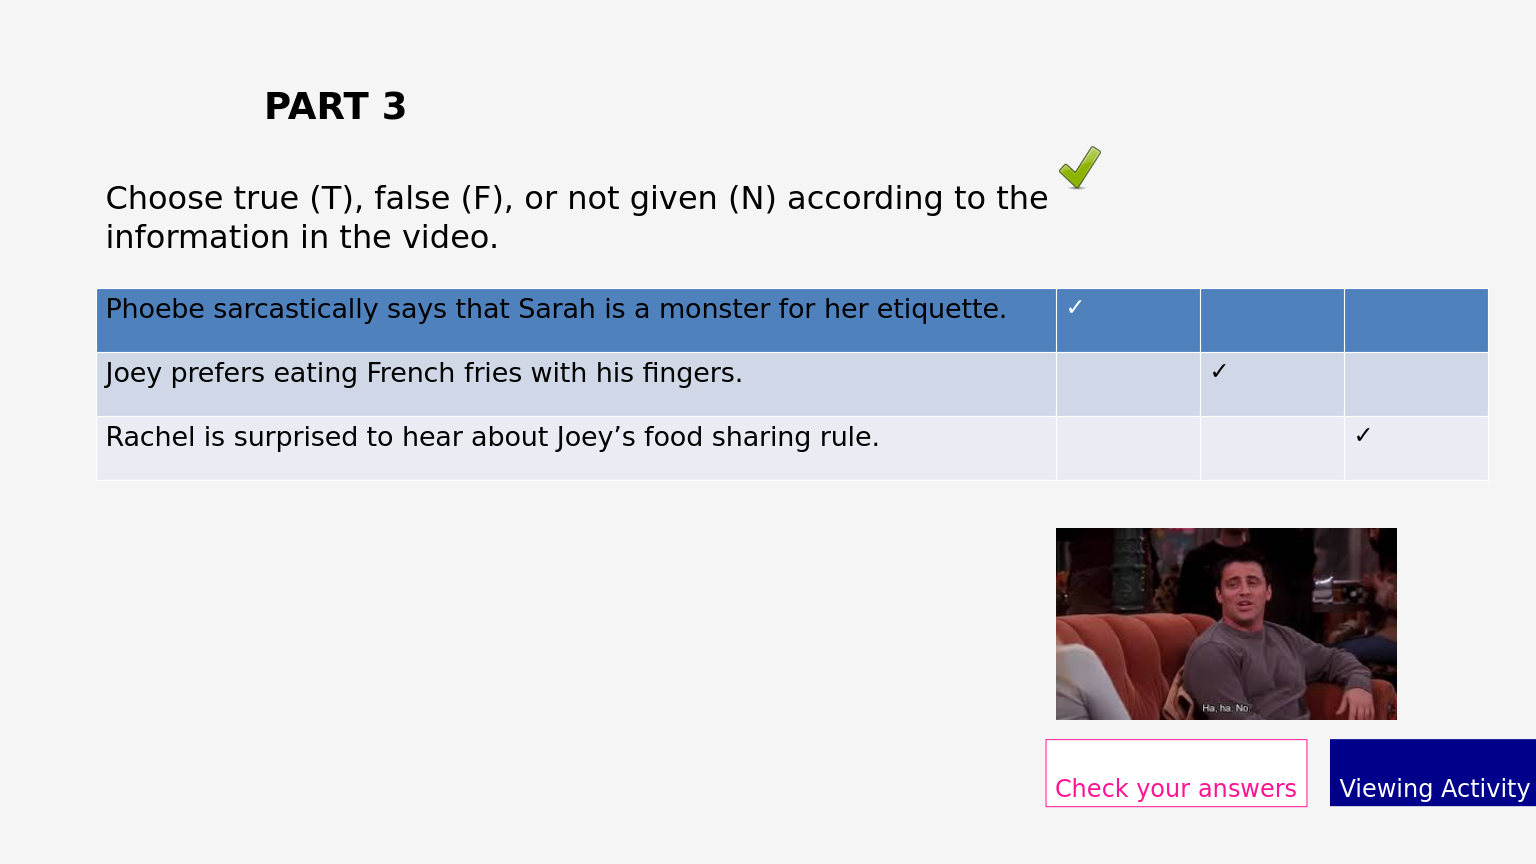 PART 3
Choose true (T), false (F), or not given (N) according to the
information in the video.
Phoebe sarcastically says that Sarah is a monster for her etiquette. ✓
Joey prefers eating French fries with his fingers. ✓
Rachel is surprised to hear about Joey’s food sharing rule. ✓
Ha, ha. No.
Check your answers
Viewing Activity